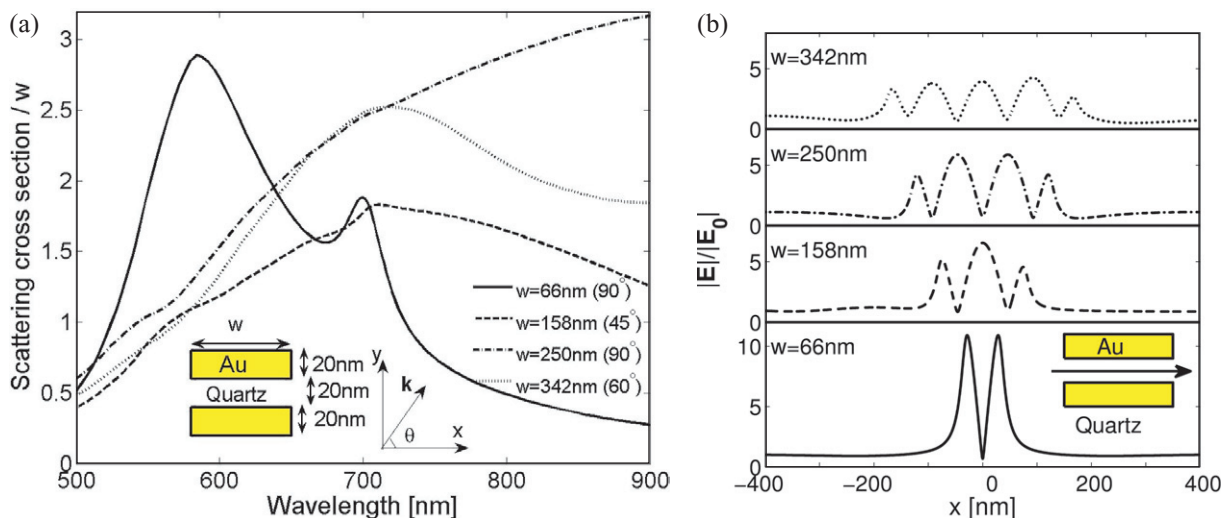 (a)
3
2.5
2
1.5
1
0.5
0
500
600
700
800
900
Scattering cross section / w
Wavelength [nm]
w=66nm (90°)
w=158nm (45°)
w=250nm (90°)
w=342nm (60°)
w
Au
20nm
Quartz
20nm
20nm
y
k
θ
x
(b)
w=342nm
5
0
w=250nm
5
0
w=158nm
5
0
w=66nm
10
5
0
|E|/|E₀|
Au
Quartz
−400
−200
0
200
400
x [nm]